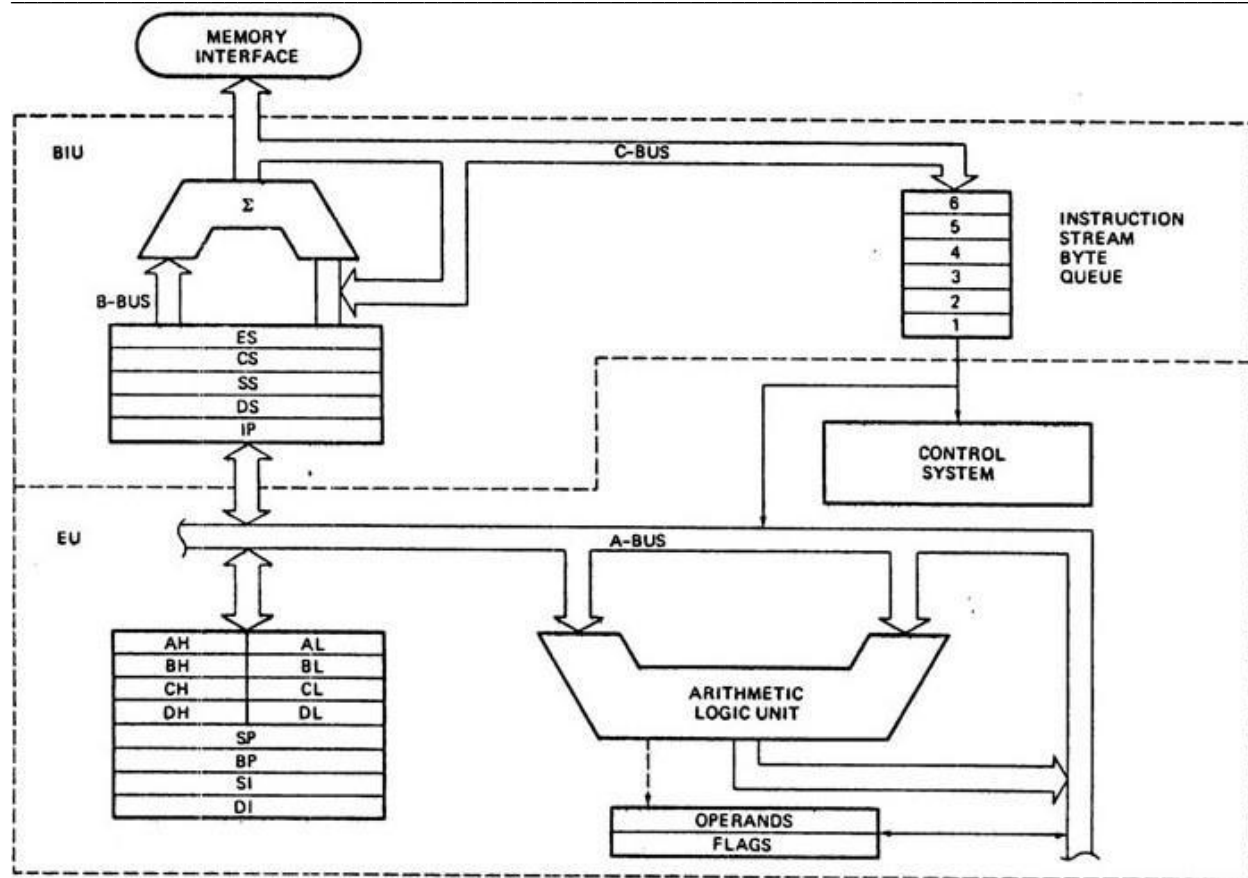 MEMORY
INTERFACE
BIU
C-BUS
Σ
6
5
4
3
2
1
INSTRUCTION
STREAM
BYTE
QUEUE
B-BUS
ES
CS
SS
DS
IP
CONTROL
SYSTEM
EU
A-BUS
AH AL
BH BL
CH CL
DH DL
SP
BP
SI
DI
ARITHMETIC
LOGIC UNIT
OPERANDS
FLAGS